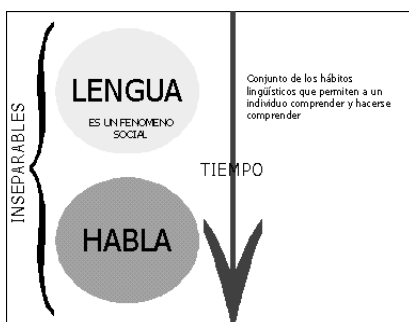 INSEPARABLES
LENGUA
ES UN FENOMENO
SOCIAL
Conjunto de los hábitos
lingüísticos que permiten a un
individuo comprender y hacerse
comprender
TIEMPO
HABLA